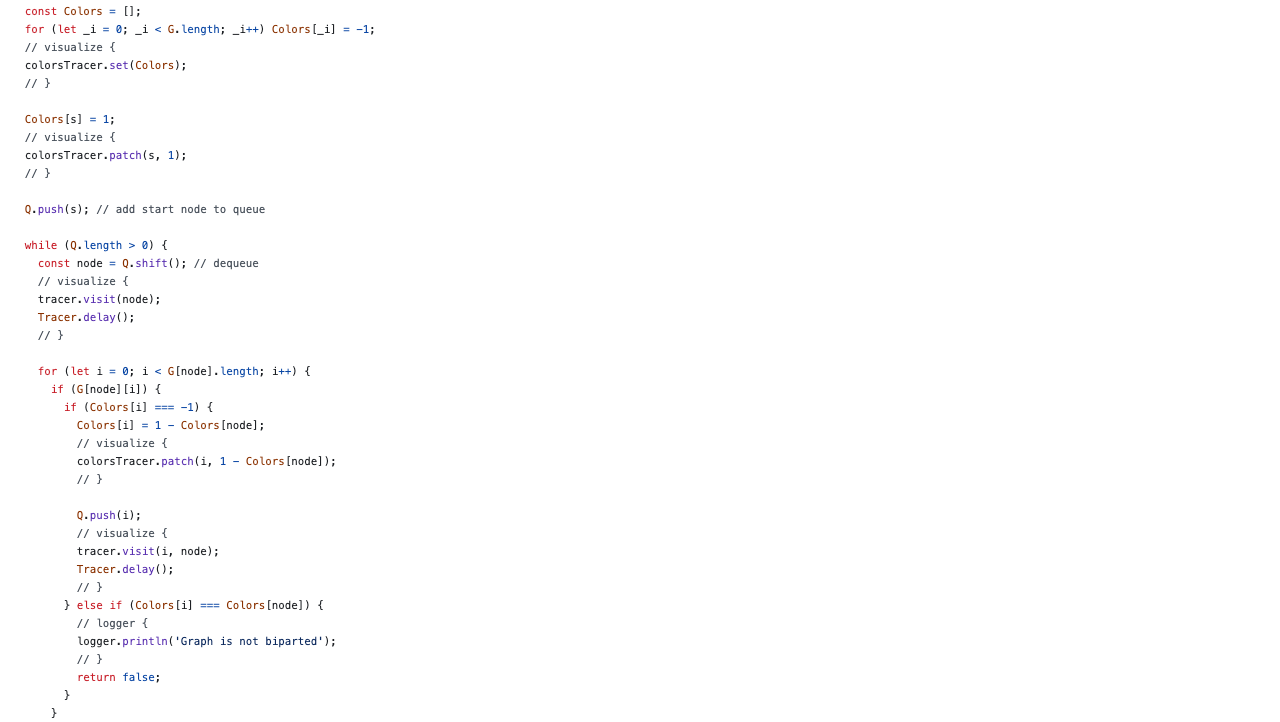 const Colors = [];
for (let _i = 0; _i < G.length; _i++) Colors[_i] = -1;
// visualize {
colorsTracer.set(Colors);
// }
Colors[s] = 1;
// visualize {
colorsTracer.patch(s, 1);
// }
Q.push(s); // add start node to queue
while (Q.length > 0) {
const node = Q.shift(); // dequeue
// visualize {
tracer.visit(node);
Tracer.delay();
// }
for (let i = 0; i < G[node].length; i++) {
if (G[node][i]) {
if (Colors[i] === -1) {
Colors[i] = 1 - Colors[node];
// visualize {
colorsTracer.patch(i, 1 - Colors[node]);
// }
Q.push(i);
// visualize {
tracer.visit(i, node);
Tracer.delay();
// }
} else if (Colors[i] === Colors[node]) {
// logger {
logger.println('Graph is not biparted');
// }
return false;
}
}